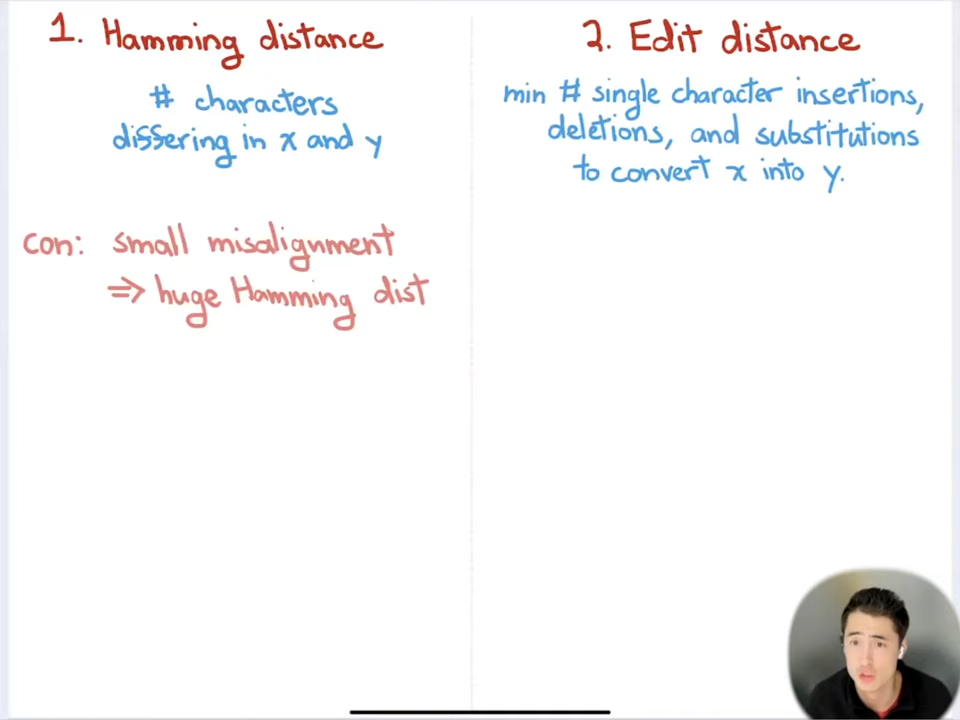 1. Hamming distance
# characters
differing in x and y
con: small misalignment
⇒ huge Hamming dist
2. Edit distance
min # single character insertions,
deletions, and substitutions
to convert x into y.